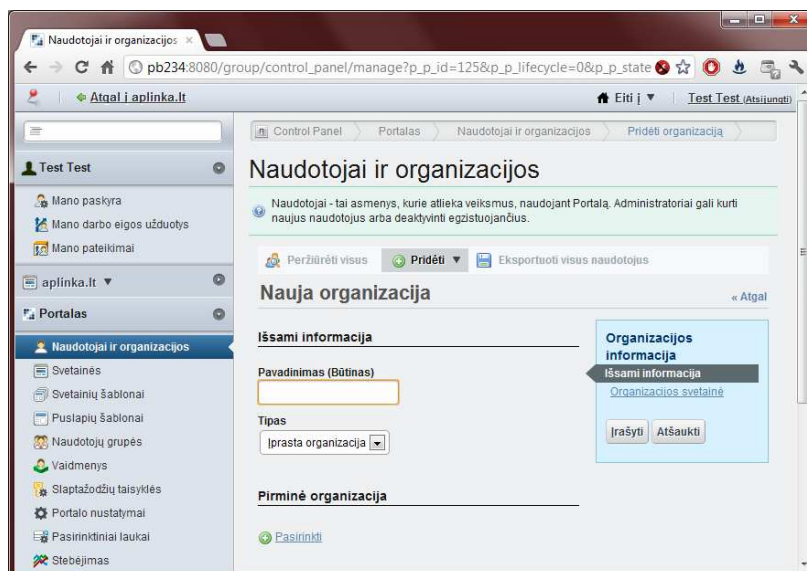 Naudotojai ir organizacijos
pb234:8080/group/control_panel/manage?p_p_id=125&p_p_lifecycle=0&p_p_state
Atgal į aplinka.lt
Eiti į ▼
Test Test (Atsijungti)
Control Panel Portalas Naudotojai ir organizacijos Pridėti organizaciją
Test Test
Mano paskyra
Mano darbo eigos užduotys
Mano pateikimai
aplinka.lt ▼
Portalas
Naudotojai ir organizacijos
Svetainės
Svetainių šablonai
Puslapių šablonai
Naudotojų grupės
Vaidmenys
Slaptažodžių taisyklės
Portalo nustatymai
Pasirinktiniai laukai
Stebėjimas
Naudotojai ir organizacijos
Naudotojai - tai asmenys, kurie atlieka veiksmus, naudojant Portalą. Administratoriai gali kurti
naujus naudotojus arba deaktyvinti egzistuojančius.
Peržiūrėti visus Pridėti ▼ Eksportuoti visus naudotojus
Nauja organizacija
« Atgal
Išsami informacija
Pavadinimas (Būtinas)
Tipas
Įprasta organizacija
Pirminė organizacija
Pasirinkti
Organizacijos
informacija
Išsami informacija
Organizacijos svetainė
Įrašyti Atšaukti